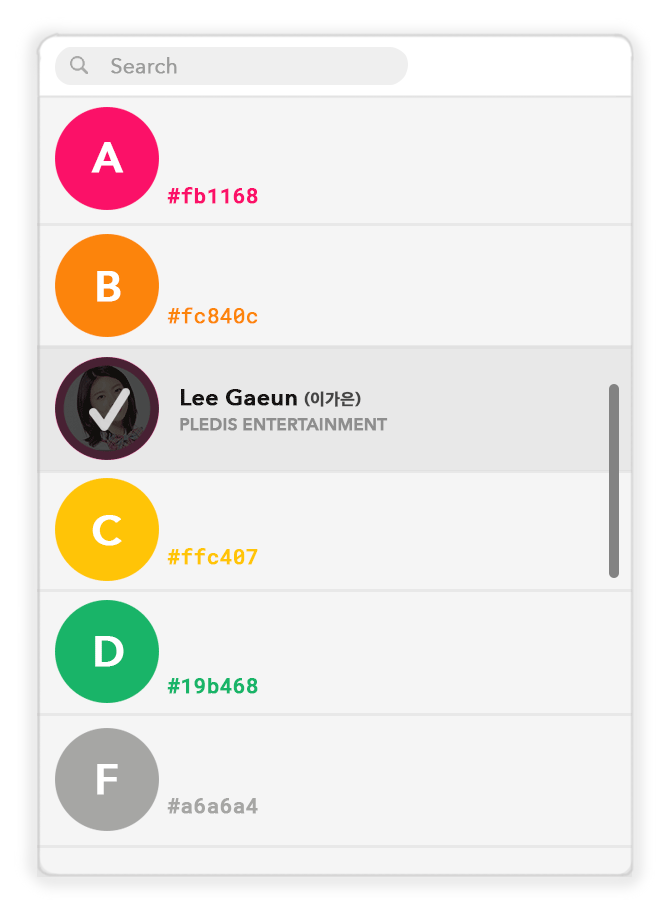 Search
A
#fb1168
B
#fc840c
Lee Gaeun (이가은)
PLEDIS ENTERTAINMENT
C
#ffc407
D
#19b468
F
#a6a6a4